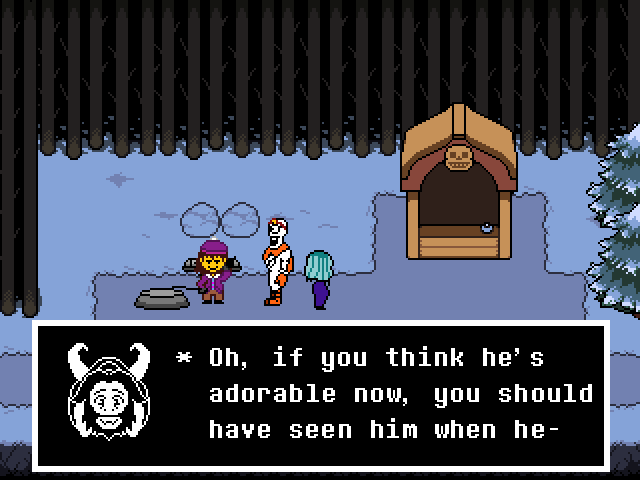 * Oh, if you think he's
adorable now, you should
have seen him when he-